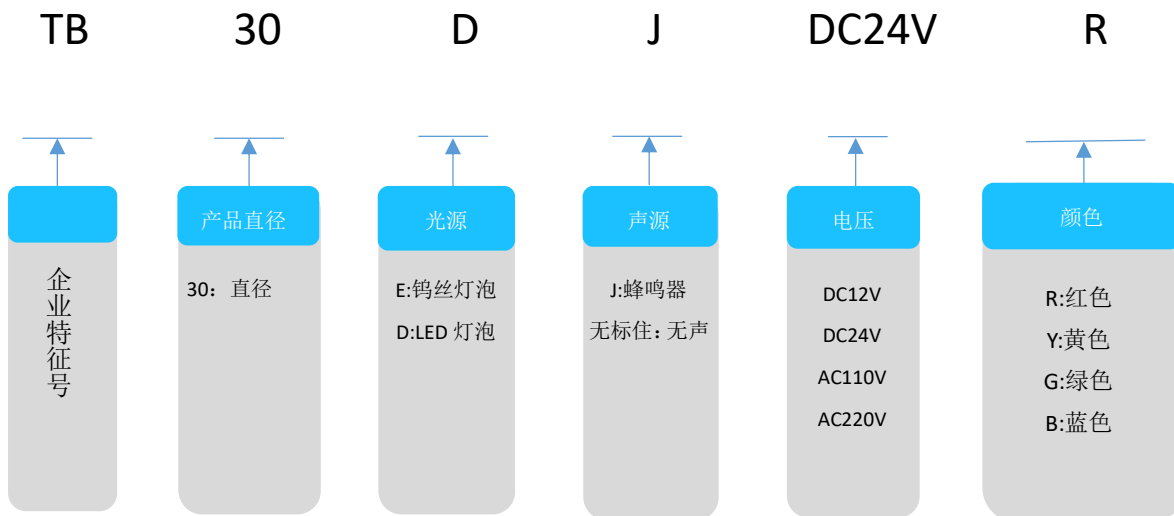 TB 30 D J DC24V R
产品直径 光源 声源 电压 颜色
企业特征号
30：直径
E:钨丝灯泡
D:LED 灯泡
J:蜂鸣器
无标住：无声
DC12V
DC24V
AC110V
AC220V
R:红色
Y:黄色
G:绿色
B:蓝色